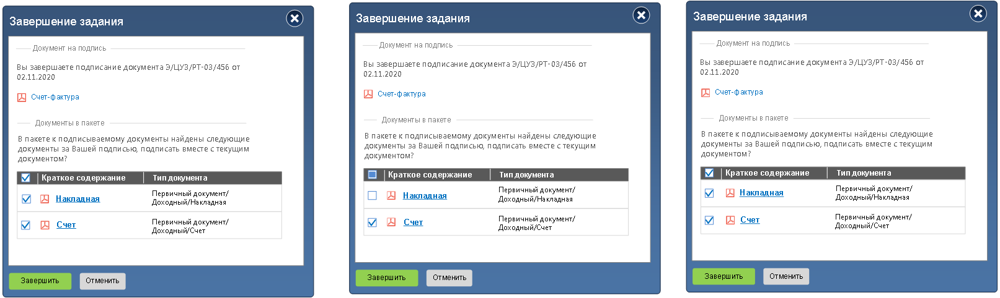 Завершение задания
Документ на подпись
Вы завершаете подписание документа Э/ЦУЗ/РТ-03/456 от
02.11.2020
Счет-фактура
Документы в пакете
В пакете к подписываемому документы найдены следующие
документы за Вашей подписью, подписать вместе с текущим
документом?
Краткое содержание Тип документа
Накладная Первичный документ/
Доходный/Накладная
Счет Первичный документ/
Доходный/Счет
Завершить Отменить
Завершение задания
Документ на подпись
Вы завершаете подписание документа Э/ЦУЗ/РТ-03/456 от
02.11.2020
Счет-фактура
Документы в пакете
В пакете к подписываемому документы найдены следующие
документы за Вашей подписью, подписать вместе с текущим
документом?
Краткое содержание Тип документа
Накладная Первичный документ/
Доходный/Накладная
Счет Первичный документ/
Доходный/Счет
Завершить Отменить
Завершение задания
Документ на подпись
Вы завершаете подписание документа Э/ЦУЗ/РТ-03/456 от
02.11.2020
Счет-фактура
Документы в пакете
В пакете к подписываемому документы найдены следующие
документы за Вашей подписью, подписать вместе с текущим
документом?
Краткое содержание Тип документа
Накладная Первичный документ/
Доходный/Накладная
Счет Первичный документ/
Доходный/Счет
Завершить Отменить